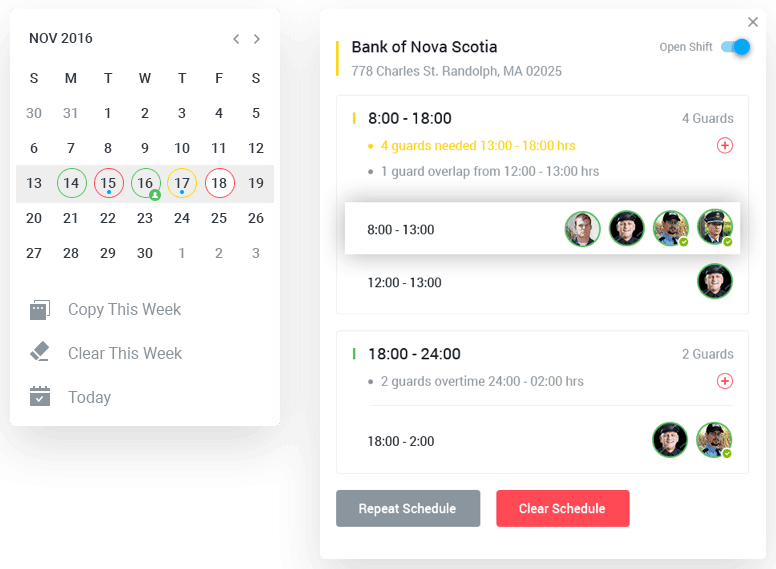 NOV 2016
S M T W T F S
30 31 1 2 3 4 5
6 7 8 9 10 11 12
13 14 15 16 17 18 19
20 21 22 23 24 25 26
27 28 29 30 1 2 3
Copy This Week
Clear This Week
Today
Bank of Nova Scotia
Open Shift
778 Charles St. Randolph, MA 02025
8:00 - 18:00
4 Guards
4 guards needed 13:00 - 18:00 hrs
1 guard overlap from 12:00 - 13:00 hrs
8:00 - 13:00
12:00 - 13:00
18:00 - 24:00
2 Guards
2 guards overtime 24:00 - 02:00 hrs
18:00 - 2:00
Repeat Schedule
Clear Schedule